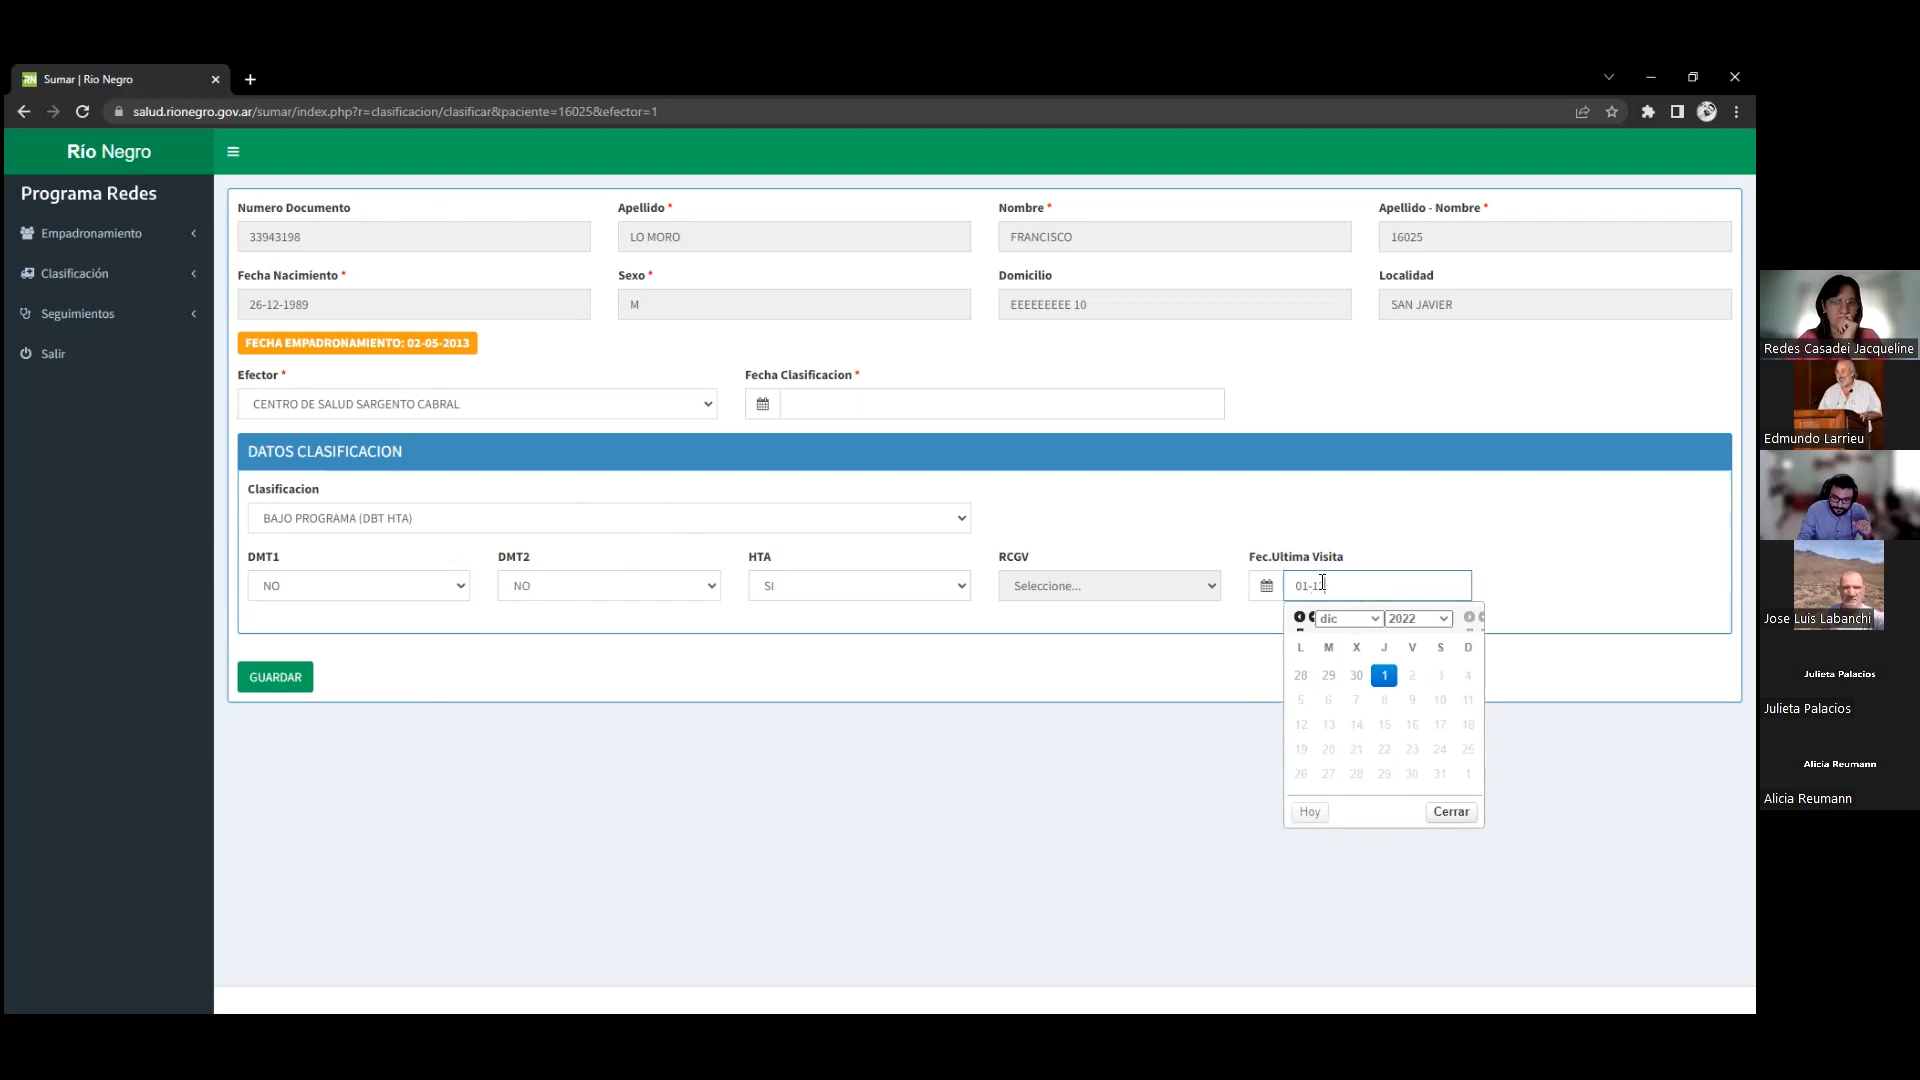 Sumar | Rio Negro
salud.rionegro.gov.ar/sumar/index.php?r=clasificacion/clasificar&paciente=16025&efector=1
Río Negro
Programa Redes
Empadronamiento
Clasificación
Seguimientos
Salir
Numero Documento Apellido * Nombre * Apellido - Nombre *
33943198 LO MORO FRANCISCO 16025
Fecha Nacimiento * Sexo * Domicilio Localidad
26-12-1989 M EEEEEEEEE 10 SAN JAVIER
FECHA EMPADRONAMIENTO: 02-05-2013
Efector * Fecha Clasificacion *
CENTRO DE SALUD SARGENTO CABRAL
DATOS CLASIFICACION
Clasificacion
BAJO PROGRAMA (DBT HTA)
DMT1 DMT2 HTA RCGV Fec.Ultima Visita
NO NO SI Seleccione... 01-12
dic 2022
L M X J V S D
28 29 30 1 2 3 4
5 6 7 8 9 10 11
12 13 14 15 16 17 18
19 20 21 22 23 24 25
26 27 28 29 30 31 1
Hoy Cerrar
GUARDAR
Redes Casadei Jacqueline
Edmundo Larrieu
Jose Luis Labanchi
Julieta Palacios
Julieta Palacios
Alicia Reumann
Alicia Reumann